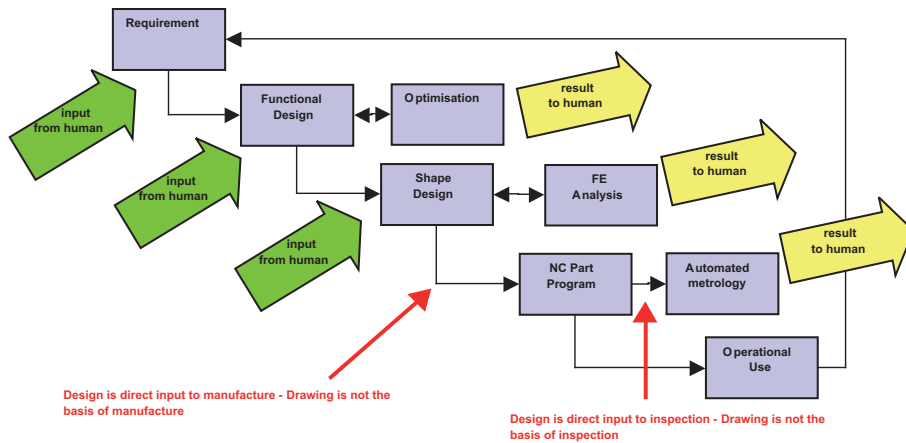 Requirement
input
from human
Functional
Design
Optimisation
result
to human
input
from human
Shape
Design
FE
Analysis
result
to human
input
from human
NC Part
Program
Automated
metrology
result
to human
Operational
Use
Design is direct input to manufacture - Drawing is not the
basis of manufacture
Design is direct input to inspection - Drawing is not the
basis of inspection